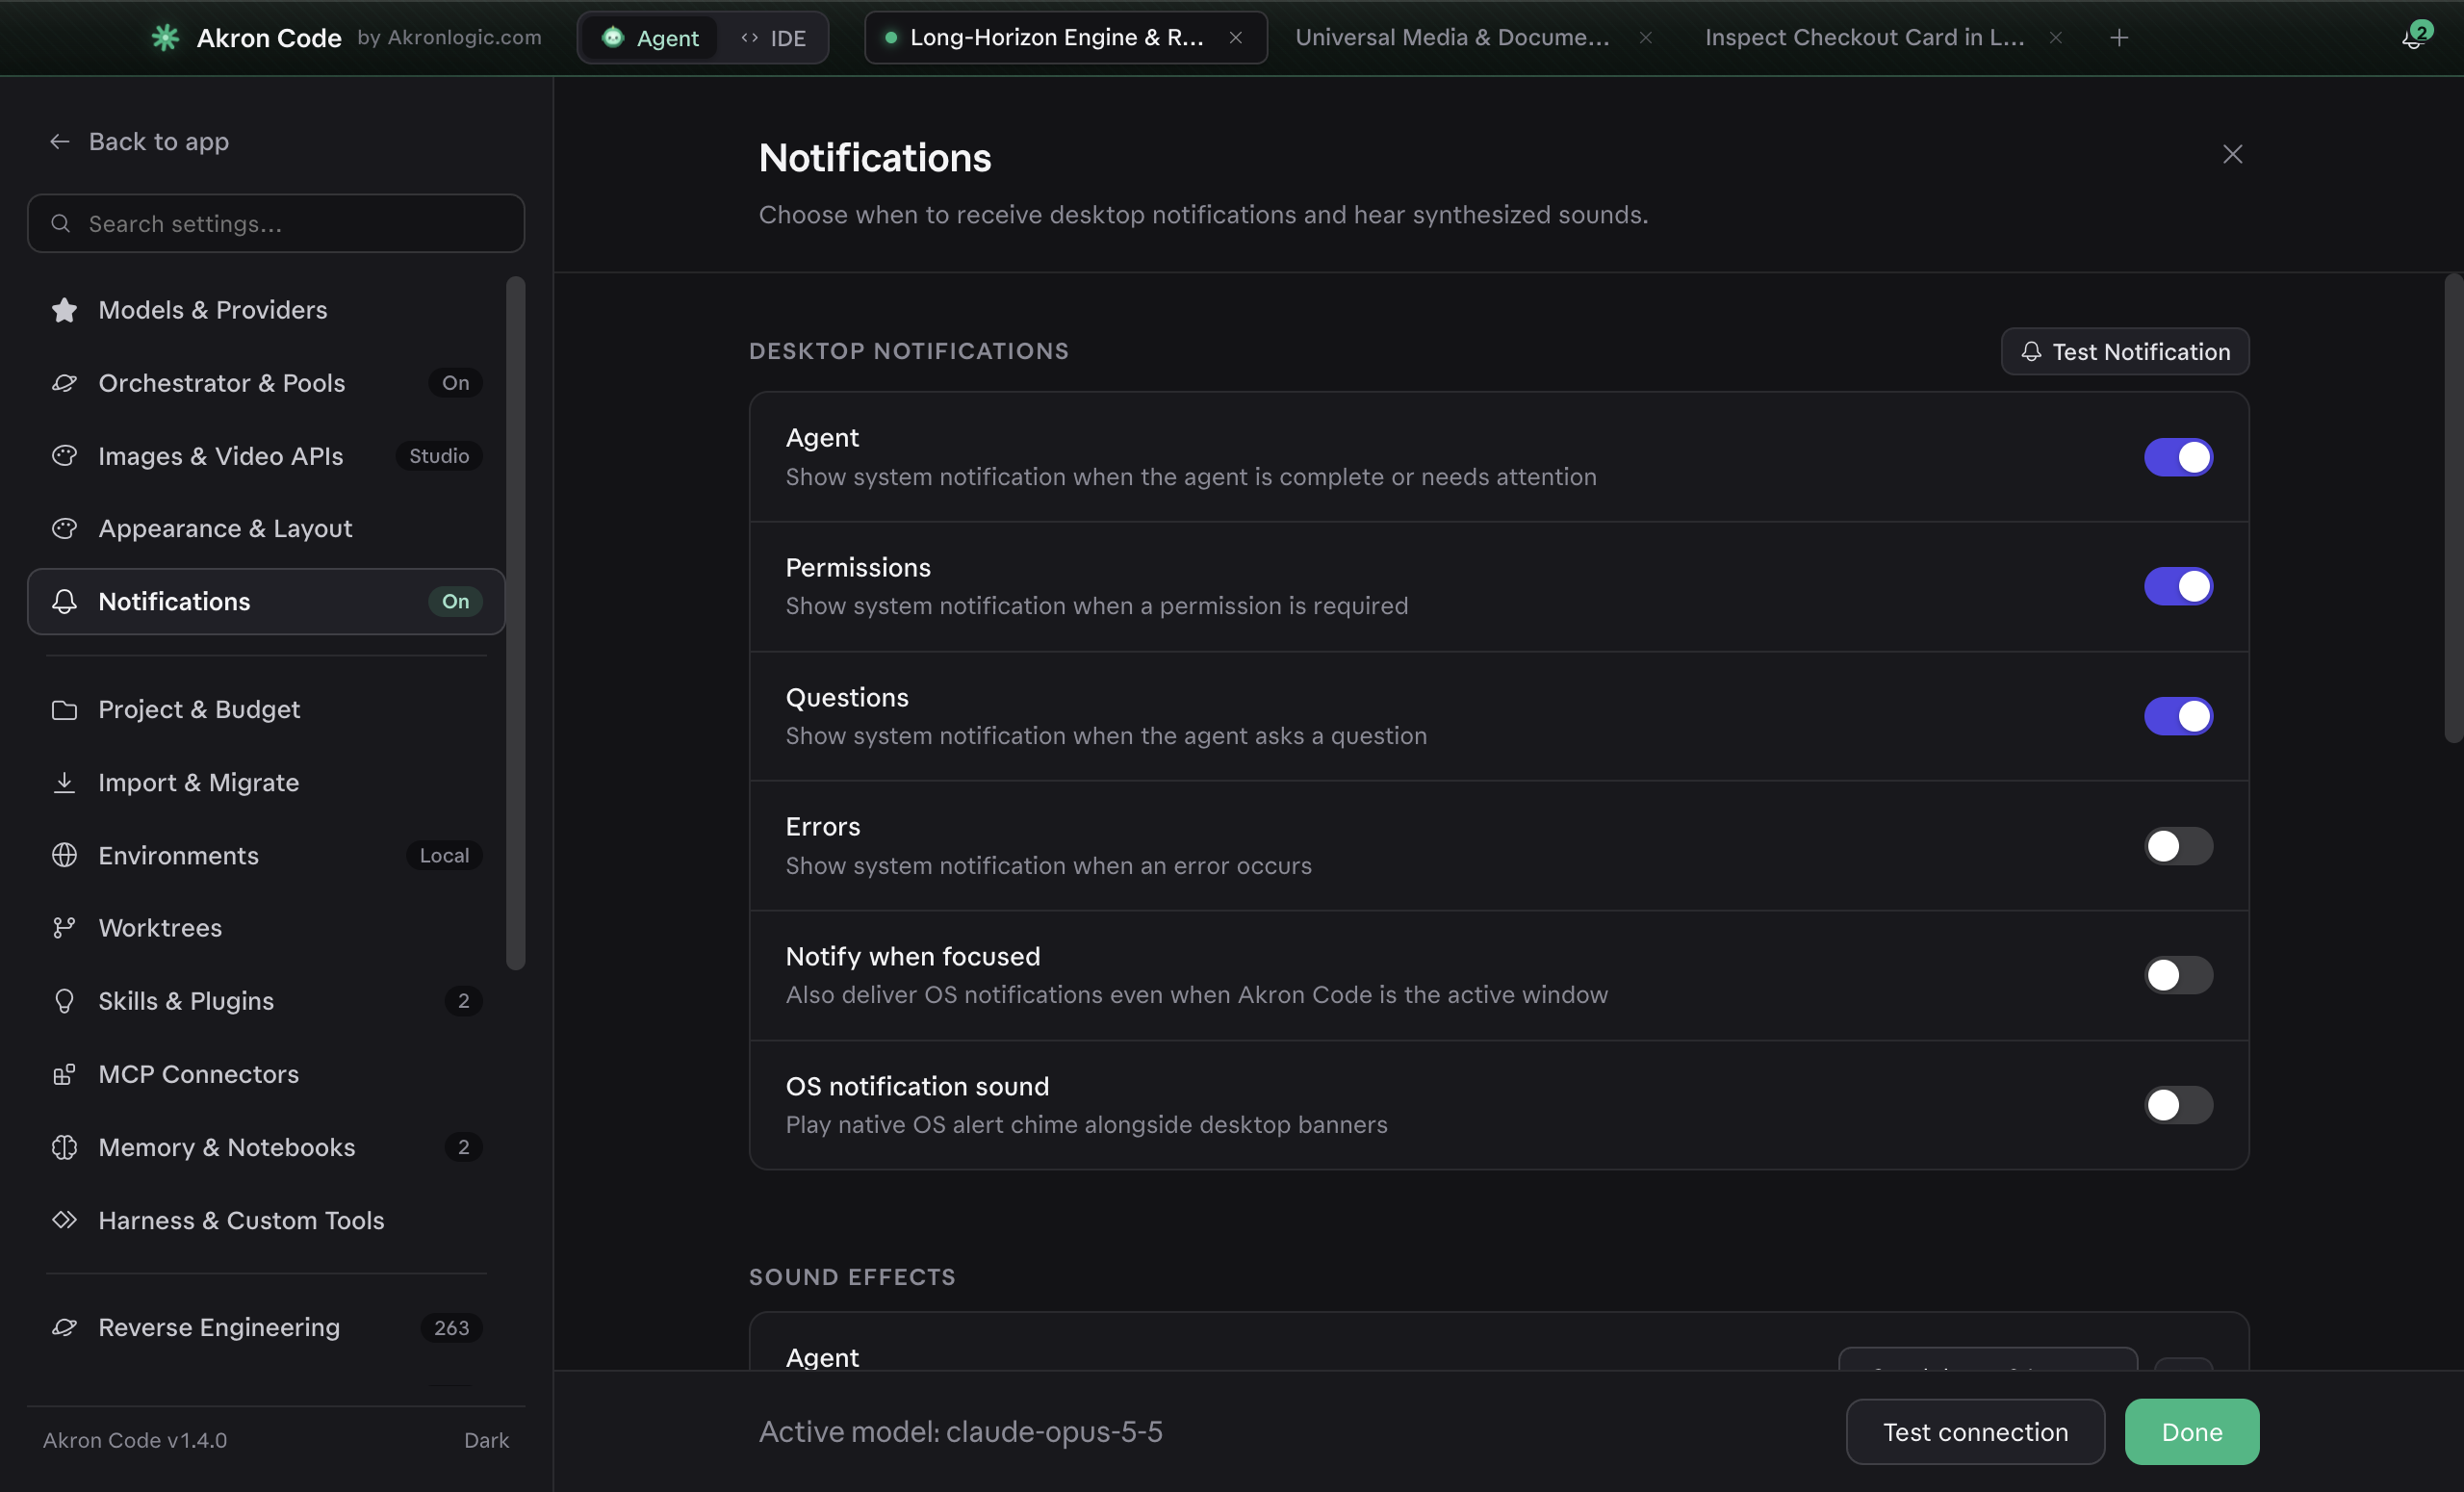 Akron Code by Akronlogic.com
Agent
IDE
Long-Horizon Engine & R...
Universal Media & Docume...
Inspect Checkout Card in L...
2
Back to app
Search settings...
Models & Providers
Orchestrator & Pools On
Images & Video APIs Studio
Appearance & Layout
Notifications On
Project & Budget
Import & Migrate
Environments Local
Worktrees
Skills & Plugins 2
MCP Connectors
Memory & Notebooks 2
Harness & Custom Tools
Reverse Engineering 263
Akron Code v1.4.0 Dark
Notifications
Choose when to receive desktop notifications and hear synthesized sounds.
DESKTOP NOTIFICATIONS
Test Notification
Agent
Show system notification when the agent is complete or needs attention
Permissions
Show system notification when a permission is required
Questions
Show system notification when the agent asks a question
Errors
Show system notification when an error occurs
Notify when focused
Also deliver OS notifications even when Akron Code is the active window
OS notification sound
Play native OS alert chime alongside desktop banners
SOUND EFFECTS
Agent
Active model: claude-opus-5-5
Test connection
Done